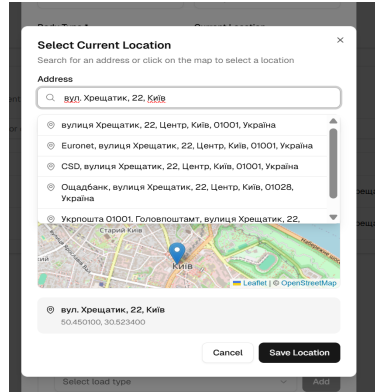 Select Current Location
Search for an address or click on the map to select a location
Address
вул. Хрещатик, 22, Київ
вулиця Хрещатик, 22, Центр, Київ, 01001, Україна
Euronet, вулиця Хрещатик, 22, Центр, Київ, 01001, Україна
CSD, вулиця Хрещатик, 22, Центр, Київ, 01001, Україна
Ощадбанк, вулиця Хрещатик, 22, Центр, Київ, 01028,
Україна
Укрпошта 01001. Головпоштамт, вулиця Хрещатик, 22,
Старий Київ
Київ
Leaflet | © OpenStreetMap
вул. Хрещатик, 22, Київ
50.450100, 30.523400
Cancel
Save Location
Select load type
Add